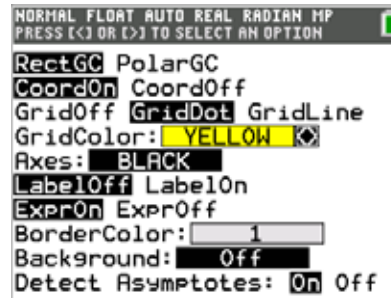 NORMAL FLOAT AUTO REAL RADIAN MP
PRESS [<] OR [>] TO SELECT AN OPTION
RectGC PolarGC
CoordOn CoordOff
GridOff GridDot GridLine
GridColor: YELLOW
Axes: BLACK
LabelOff LabelOn
ExprOn ExprOff
BorderColor: 1
Background: Off
Detect Asymptotes: On Off